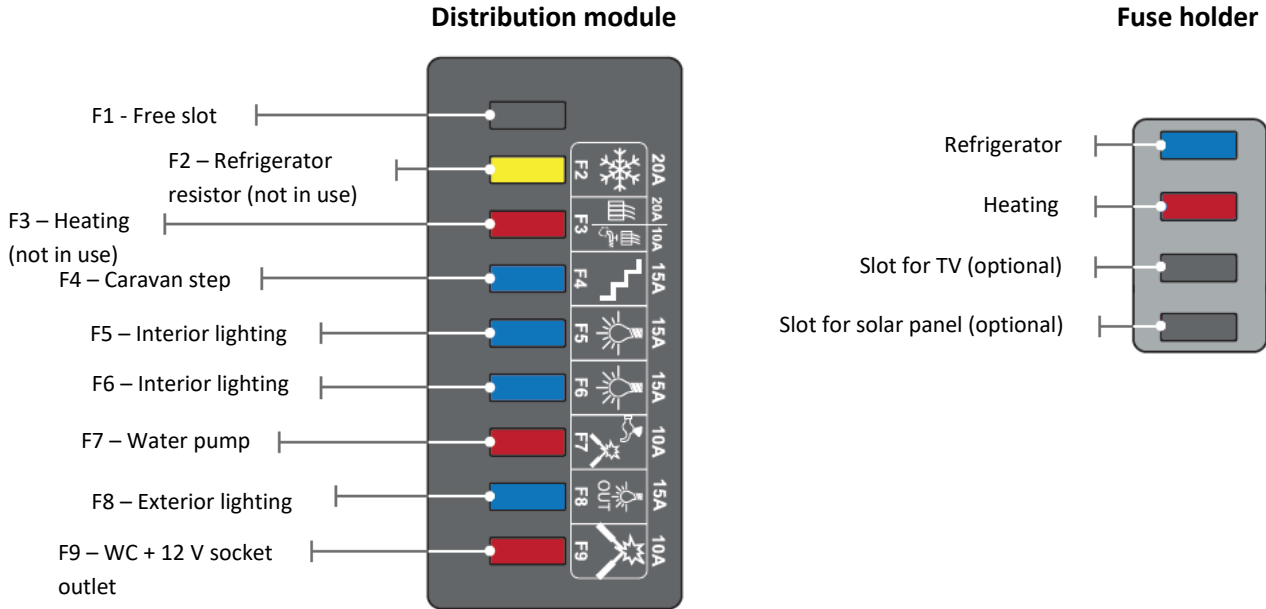 Distribution module
F1 - Free slot
F2 – Refrigerator
resistor (not in use)
F3 – Heating
(not in use)
F4 – Caravan step
F5 – Interior lighting
F6 – Interior lighting
F7 – Water pump
F8 – Exterior lighting
F9 – WC + 12 V socket
outlet
F2
20A
F3
20A
10A
F4
15A
F5
15A
F6
15A
F7
10A
F8
OUT
15A
F9
10A
Fuse holder
Refrigerator
Heating
Slot for TV (optional)
Slot for solar panel (optional)